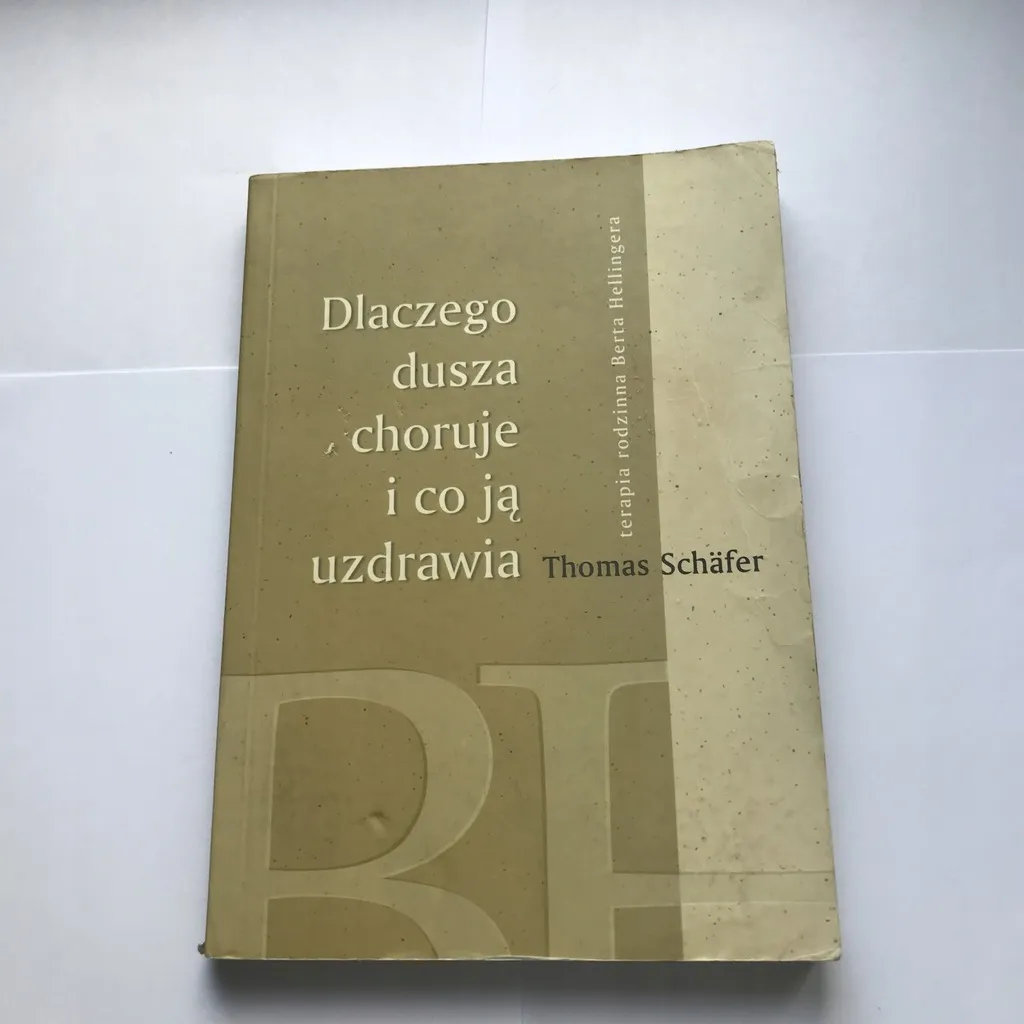 Dlaczego
dusza
choruje
i co ją
uzdrawia
Thomas Schäfer
terapia rodzinna Berta Hellingera
BH